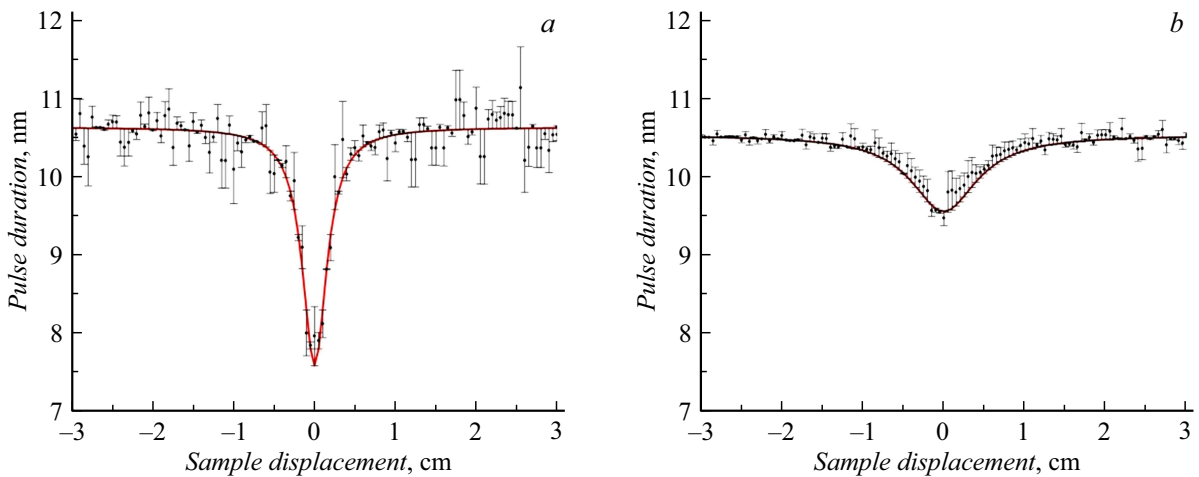 a
12
11
10
9
8
7
Pulse duration, nm
–3 –2 –1 0 1 2 3
Sample displacement, cm
b
12
11
10
9
8
7
Pulse duration, nm
–3 –2 –1 0 1 2 3
Sample displacement, cm